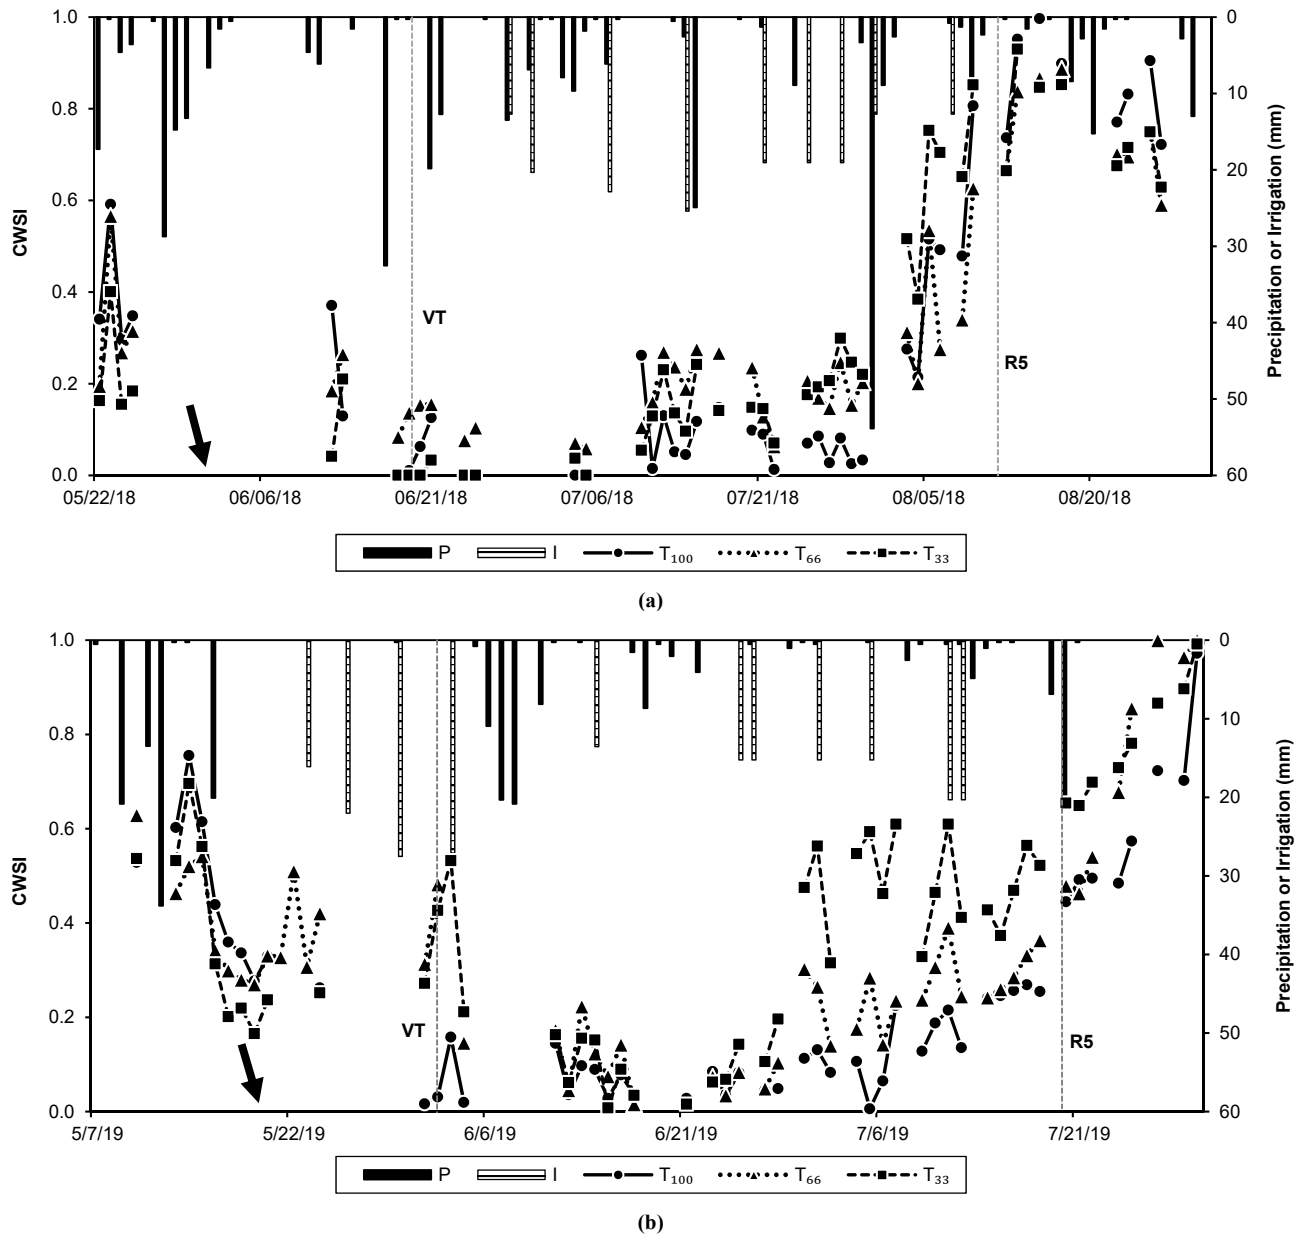 1.0
0.8
0.6
0.4
0.2
0.0
CWSI
0
10
20
30
40
50
60
Precipitation or Irrigation (mm)
VT
R5
05/22/18 06/06/18 06/21/18 07/06/18 07/21/18 08/05/18 08/20/18
P I T₁₀₀ T₆₆ T₃₃
(a)
1.0
0.8
0.6
0.4
0.2
0.0
CWSI
0
10
20
30
40
50
60
Precipitation or Irrigation (mm)
VT
R5
5/7/19 5/22/19 6/6/19 6/21/19 7/6/19 7/21/19
P I T₁₀₀ T₆₆ T₃₃
(b)